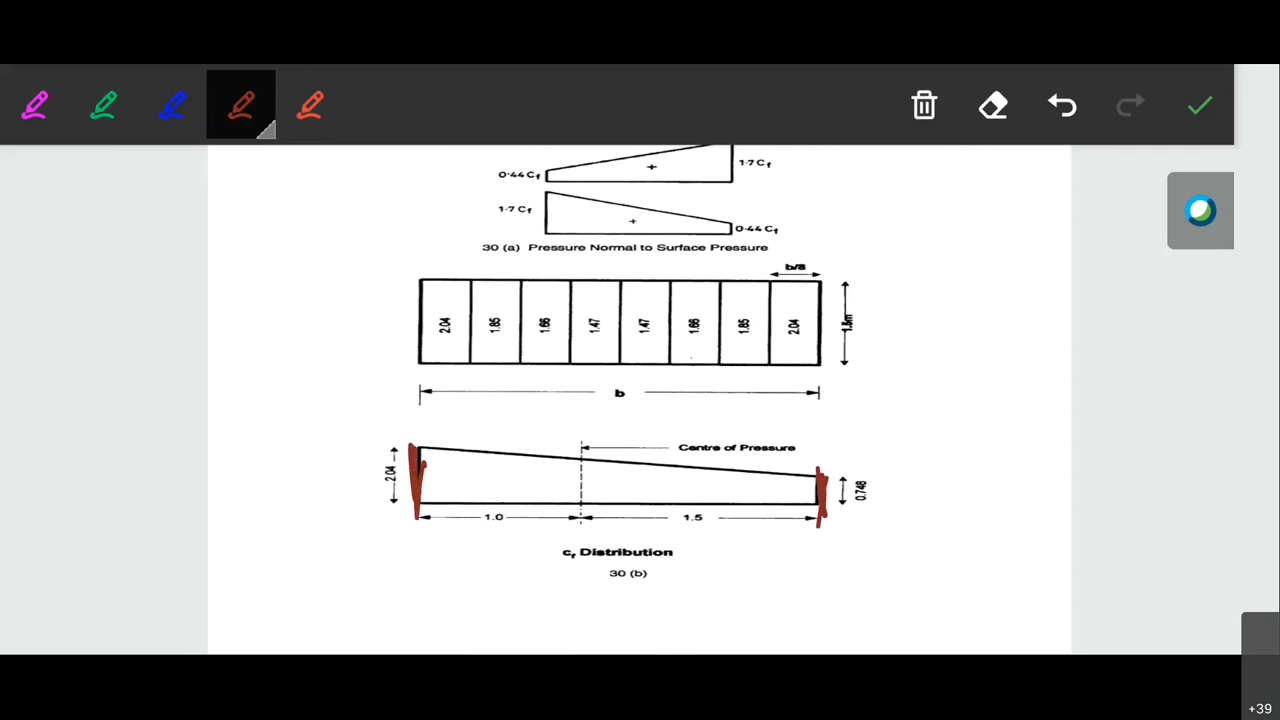 0·44 Cf + 1·7 Cf
1·7 Cf + 0·44 Cf
30 (a) Pressure Normal to Surface Pressure
b/8
2.04 1.85 1.66 1.47 1.47 1.66 1.85 2.04
b
Centre of Pressure
2.04 0.748
1.0 1.5
cf Distribution
30 (b)
+39